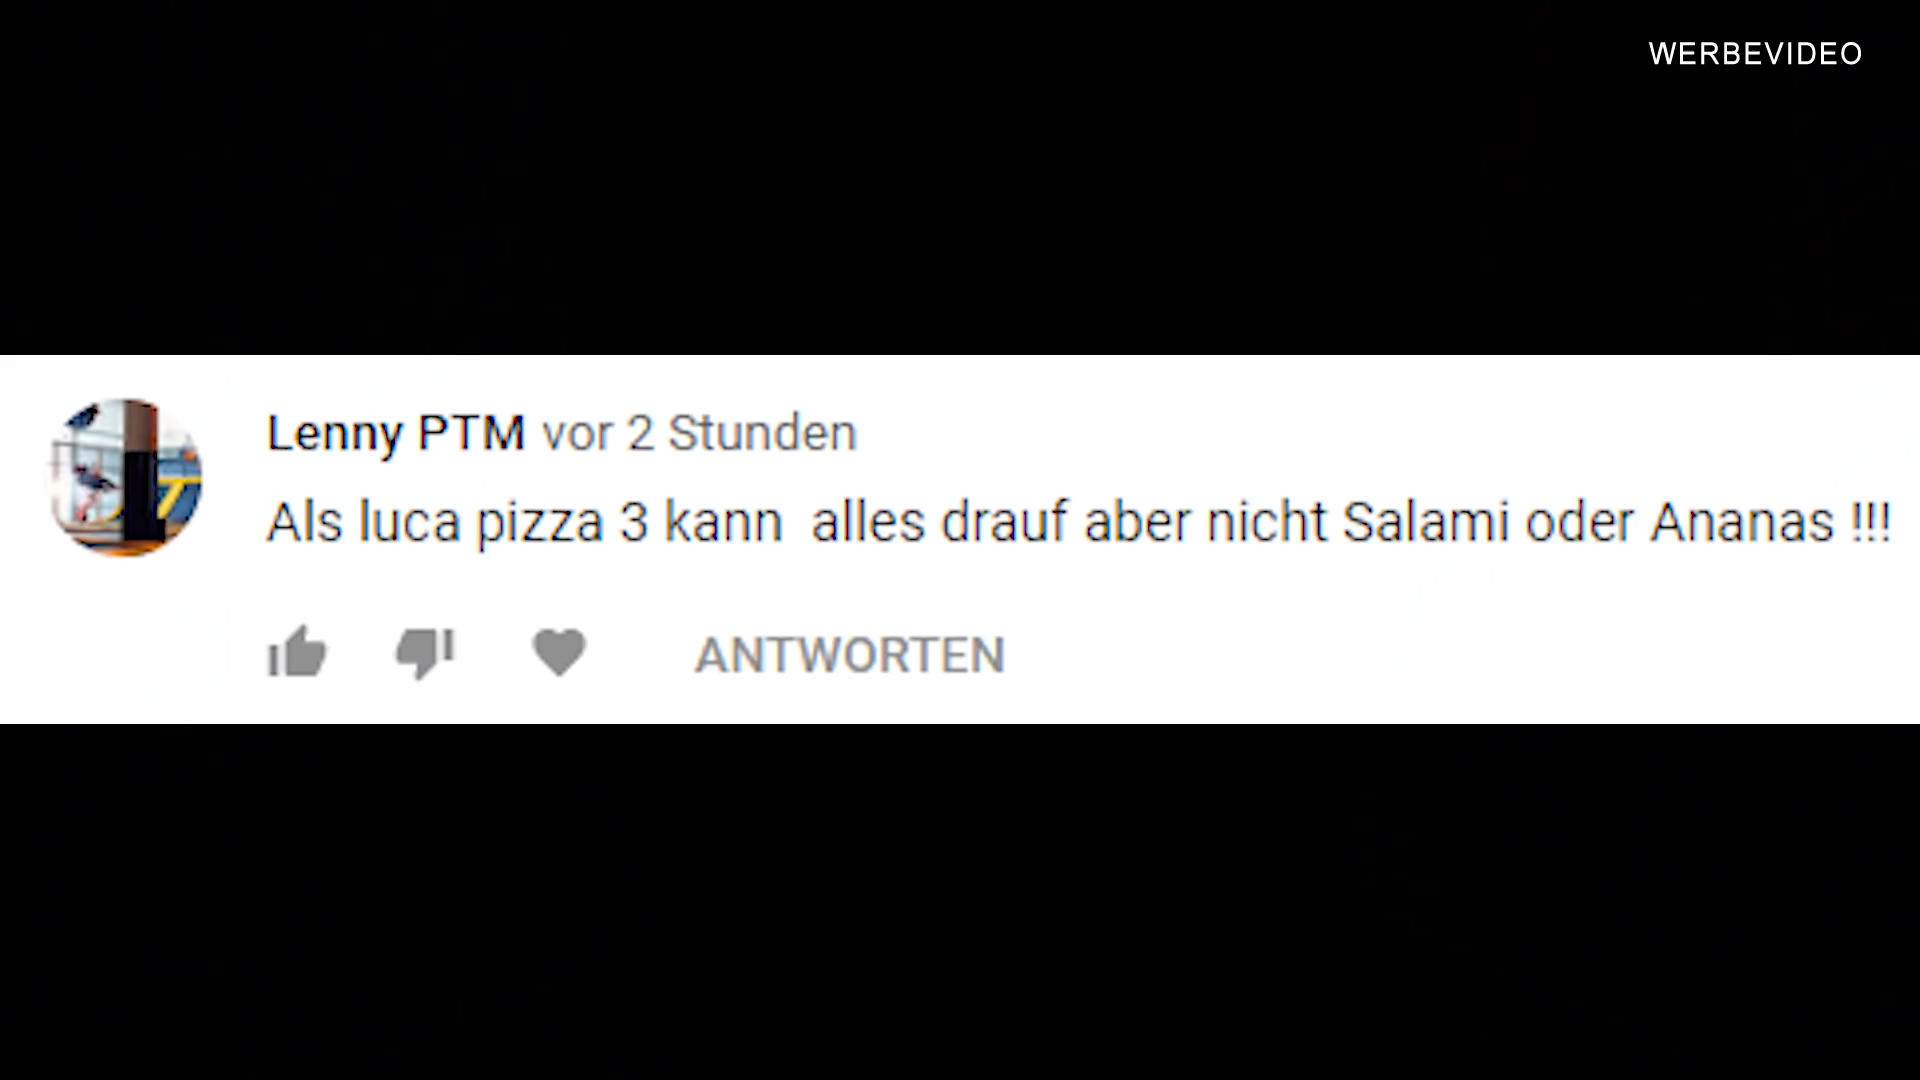 WERBEVIDEO
Lenny PTM vor 2 Stunden
Als luca pizza 3 kann  alles drauf aber nicht Salami oder Ananas !!!
ANTWORTEN